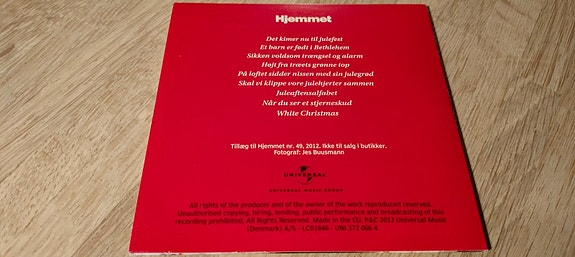 Hjemmet
Det kimer nu til julefest
Et barn er født i Bethlehem
Sikken voldsom trængsel og alarm
Højt fra træets grønne top
På loftet sidder nissen med sin julegrød
Skal vi klippe vore julehjerter sammen
Juleaftensalfabet
Når du ser et stjerneskud
White Christmas
Tillæg til Hjemmet nr. 49, 2012. Ikke til salg i butikker.
Fotograf: Jes Buusmann
UNIVERSAL
UNIVERSAL MUSIC GROUP
All rights of the producer and of the owner of the work reproduced reserved.
Unauthorised copying, hiring, lending, public performance and broadcasting of this
recording prohibited. All Rights Reserved. Made in the EU. P&C 2012 Universal Music
(Denmark) A/S - LC01846 - UNI 372 066 4